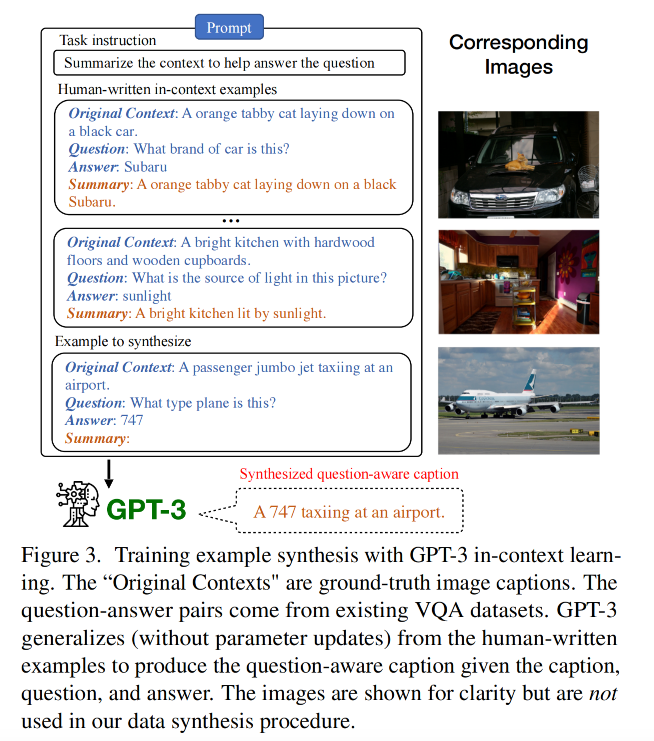 Prompt
Corresponding
Images
Task instruction
Summarize the context to help answer the question
Human-written in-context examples
Original Context: A orange tabby cat laying down on
a black car.
Question: What brand of car is this?
Answer: Subaru
Summary: A orange tabby cat laying down on a black
Subaru.
...
Original Context: A bright kitchen with hardwood
floors and wooden cupboards.
Question: What is the source of light in this picture?
Answer: sunlight
Summary: A bright kitchen lit by sunlight.
Example to synthesize
Original Context: A passenger jumbo jet taxiing at an
airport.
Question: What type plane is this?
Answer: 747
Summary:
Synthesized question-aware caption
GPT-3
A 747 taxiing at an airport.
Figure 3. Training example synthesis with GPT-3 in-context learn-
ing. The “Original Contexts" are ground-truth image captions. The
question-answer pairs come from existing VQA datasets. GPT-3
generalizes (without parameter updates) from the human-written
examples to produce the question-aware caption given the caption,
question, and answer. The images are shown for clarity but are not
used in our data synthesis procedure.